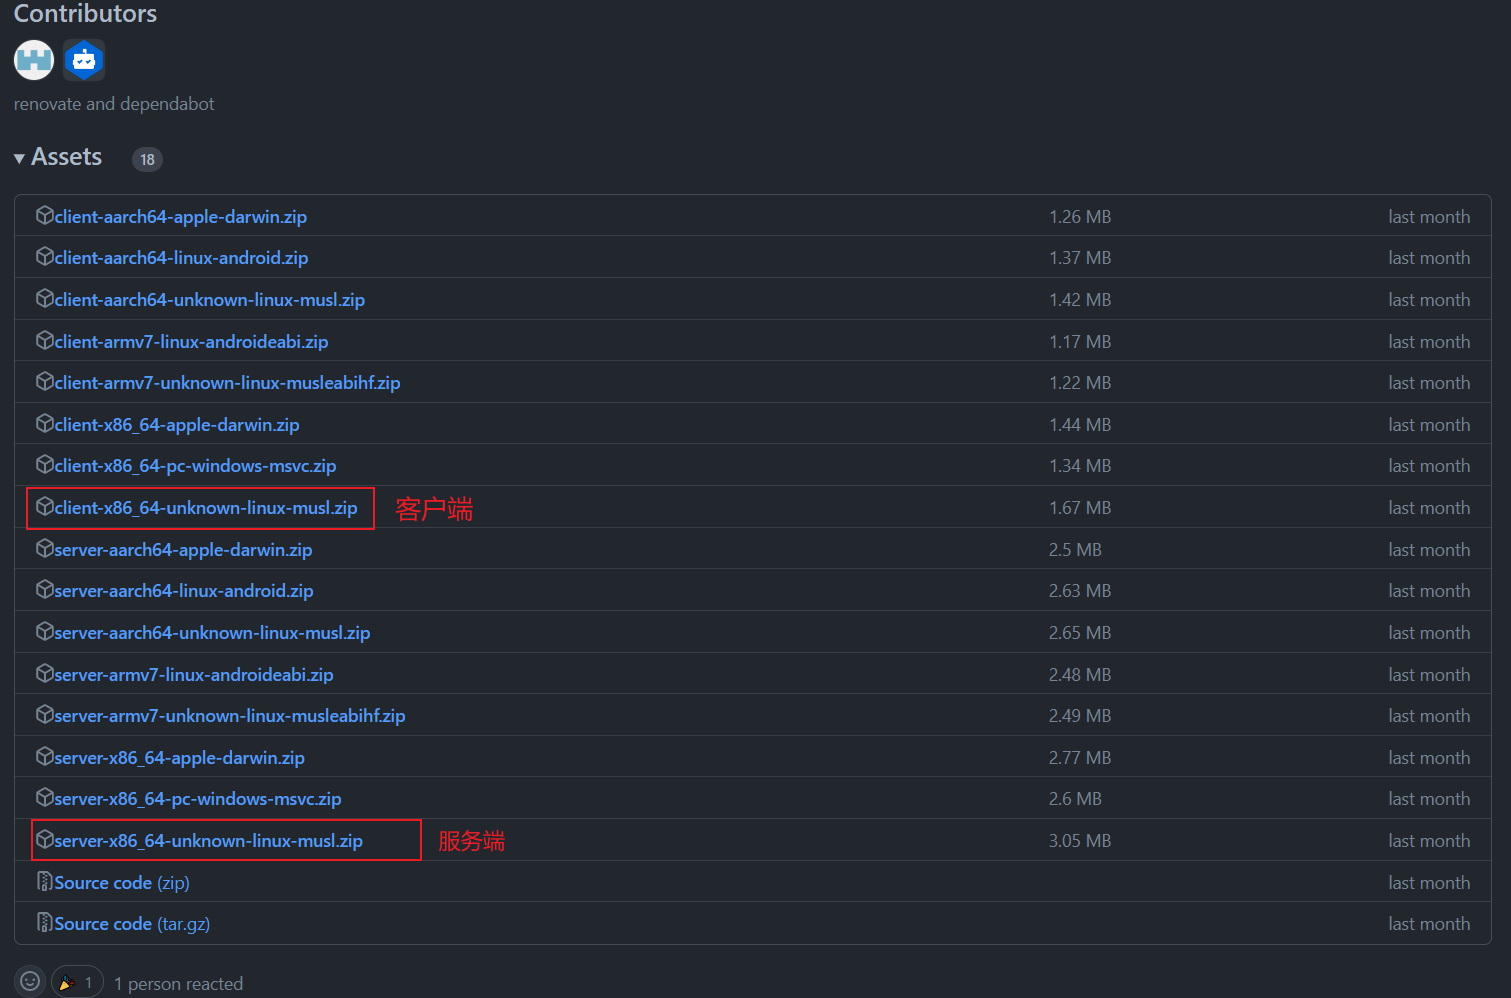 Contributors
renovate and dependabot
Assets 18
client-aarch64-apple-darwin.zip 1.26 MB last month
client-aarch64-linux-android.zip 1.37 MB last month
client-aarch64-unknown-linux-musl.zip 1.42 MB last month
client-armv7-linux-androideabi.zip 1.17 MB last month
client-armv7-unknown-linux-musleabihf.zip 1.22 MB last month
client-x86_64-apple-darwin.zip 1.44 MB last month
client-x86_64-pc-windows-msvc.zip 1.34 MB last month
client-x86_64-unknown-linux-musl.zip 客户端 1.67 MB last month
server-aarch64-apple-darwin.zip 2.5 MB last month
server-aarch64-linux-android.zip 2.63 MB last month
server-aarch64-unknown-linux-musl.zip 2.65 MB last month
server-armv7-linux-androideabi.zip 2.48 MB last month
server-armv7-unknown-linux-musleabihf.zip 2.49 MB last month
server-x86_64-apple-darwin.zip 2.77 MB last month
server-x86_64-pc-windows-msvc.zip 2.6 MB last month
server-x86_64-unknown-linux-musl.zip 服务端 3.05 MB last month
Source code (zip) last month
Source code (tar.gz) last month
1 1 person reacted